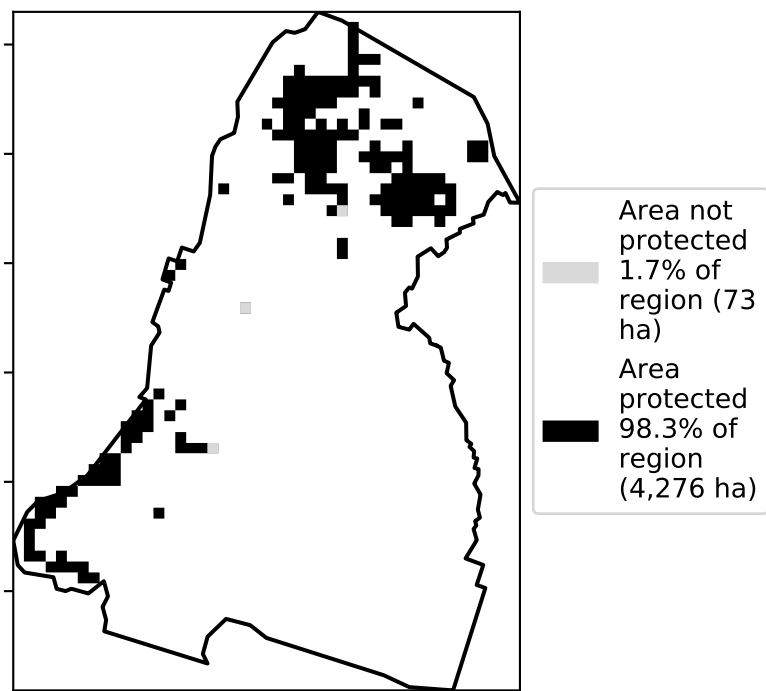 Area not
protected
1.7% of
region (73
ha)
Area
protected
98.3% of
region
(4,276 ha)